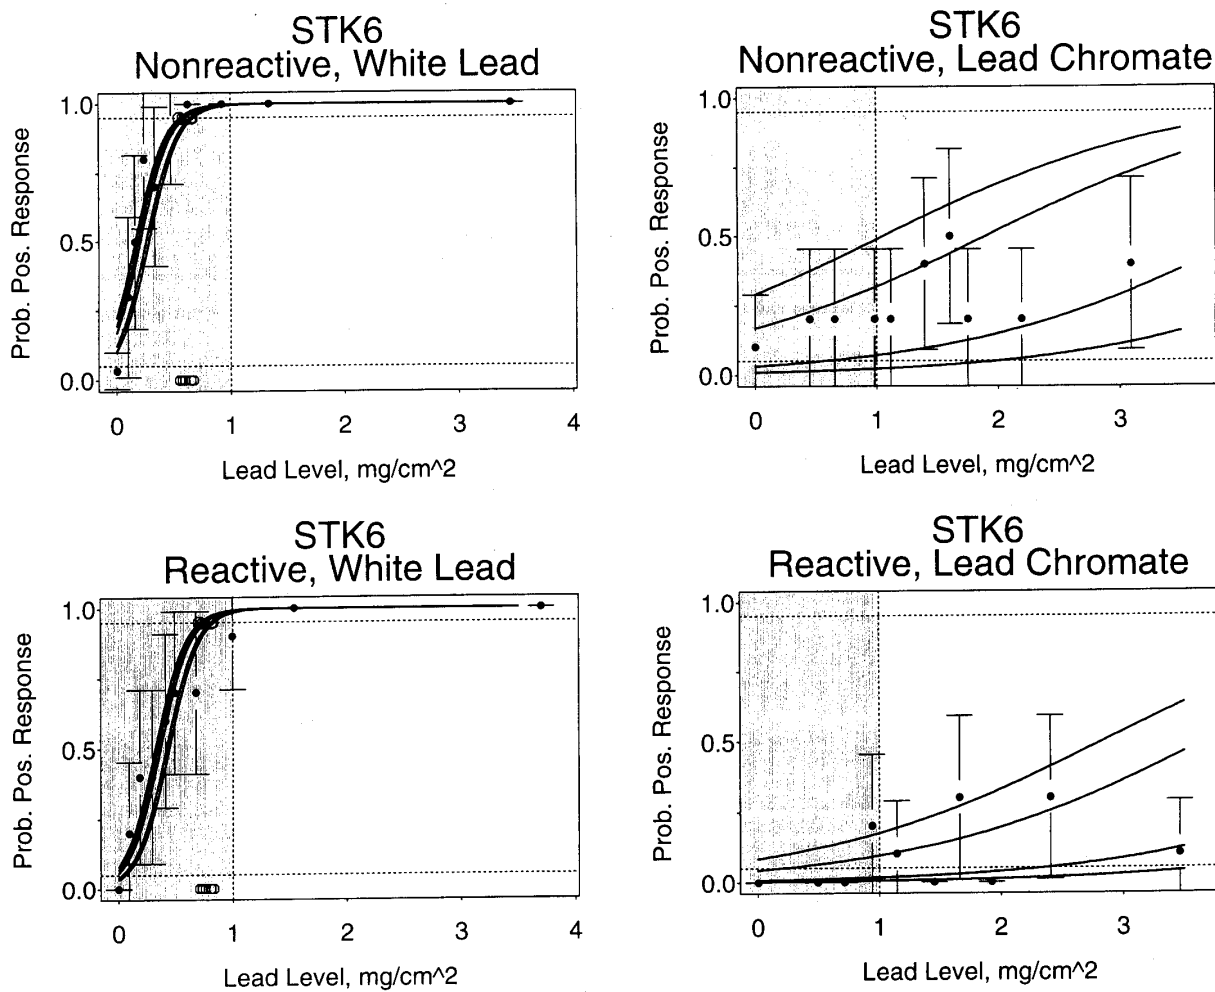 STK6
Nonreactive, White Lead
Prob. Pos. Response
1.0
0.5
0.0
0 1 2 3 4
Lead Level, mg/cm^2
STK6
Nonreactive, Lead Chromate
Prob. Pos. Response
1.0
0.5
0.0
0 1 2 3
Lead Level, mg/cm^2
STK6
Reactive, White Lead
Prob. Pos. Response
1.0
0.5
0.0
0 1 2 3 4
Lead Level, mg/cm^2
STK6
Reactive, Lead Chromate
Prob. Pos. Response
1.0
0.5
0.0
0 1 2 3
Lead Level, mg/cm^2